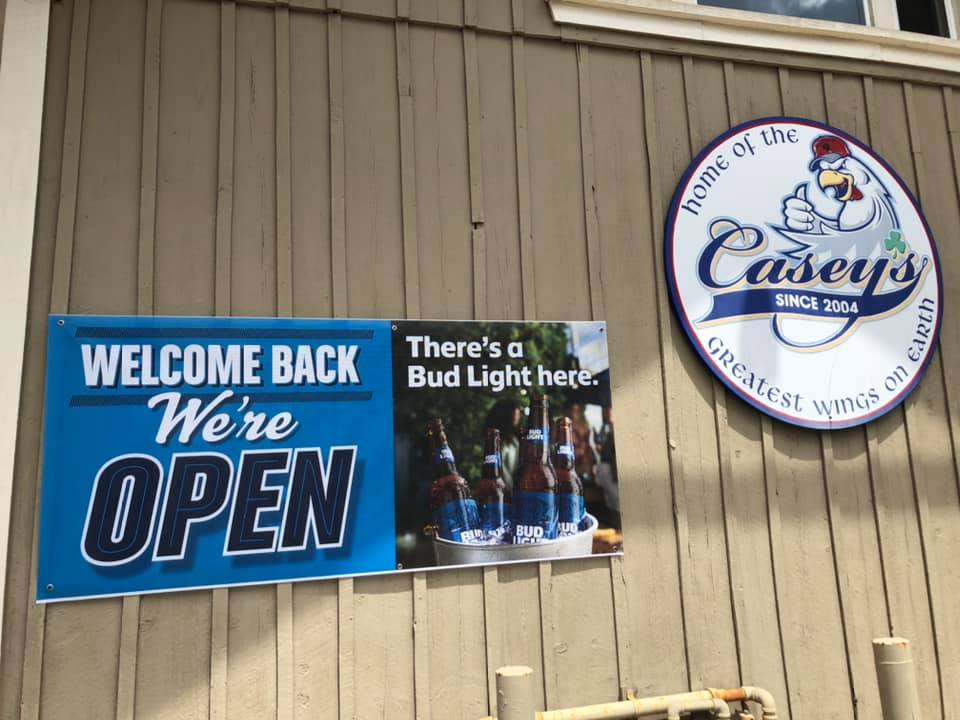 WELCOME BACK
We're
OPEN
There's a
Bud Light here.
BUD
LIGHT
BUD
LIGHT
BUD
home of the
Casey's
SINCE 2004
GREATEST WINGS ON EARTH